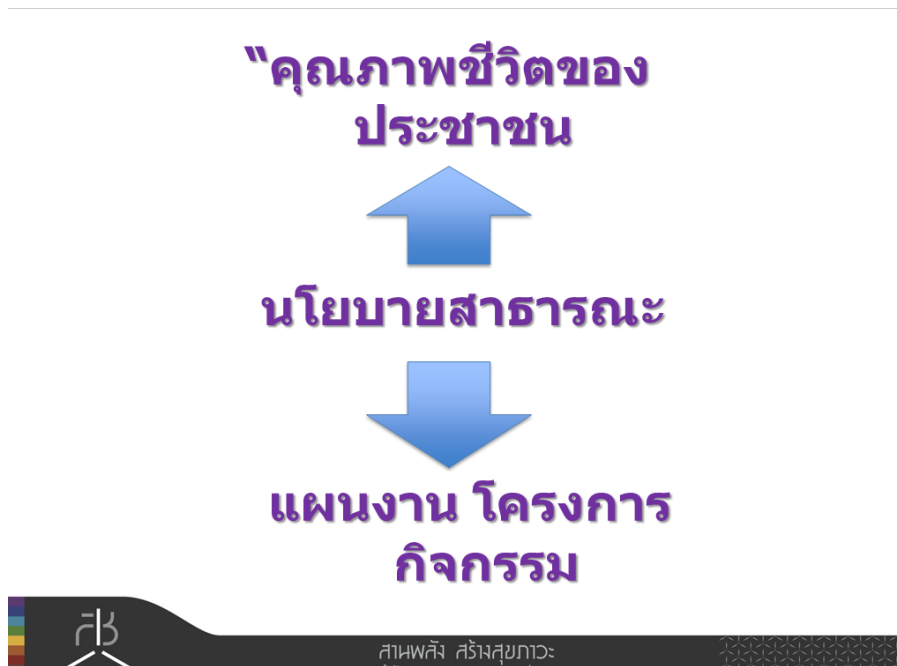 “คุณภาพชีวิตของ
ประชาชน
นโยบายสาธารณะ
แผนงาน โครงการ
กิจกรรม
สช
สานพลัง สร้างสุขภาวะ